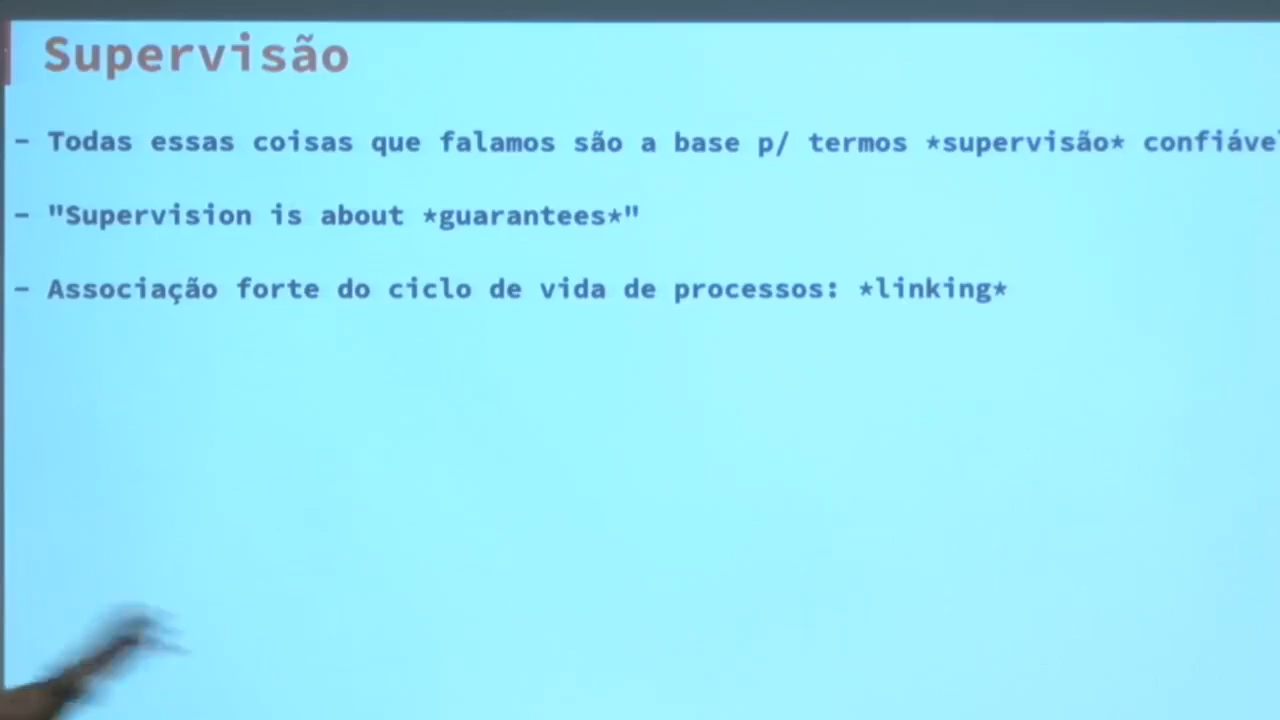 Supervisão
- Todas essas coisas que falamos são a base p/ termos *supervisão* confiáve
- "Supervision is about *guarantees*"
- Associação forte do ciclo de vida de processos: *linking*